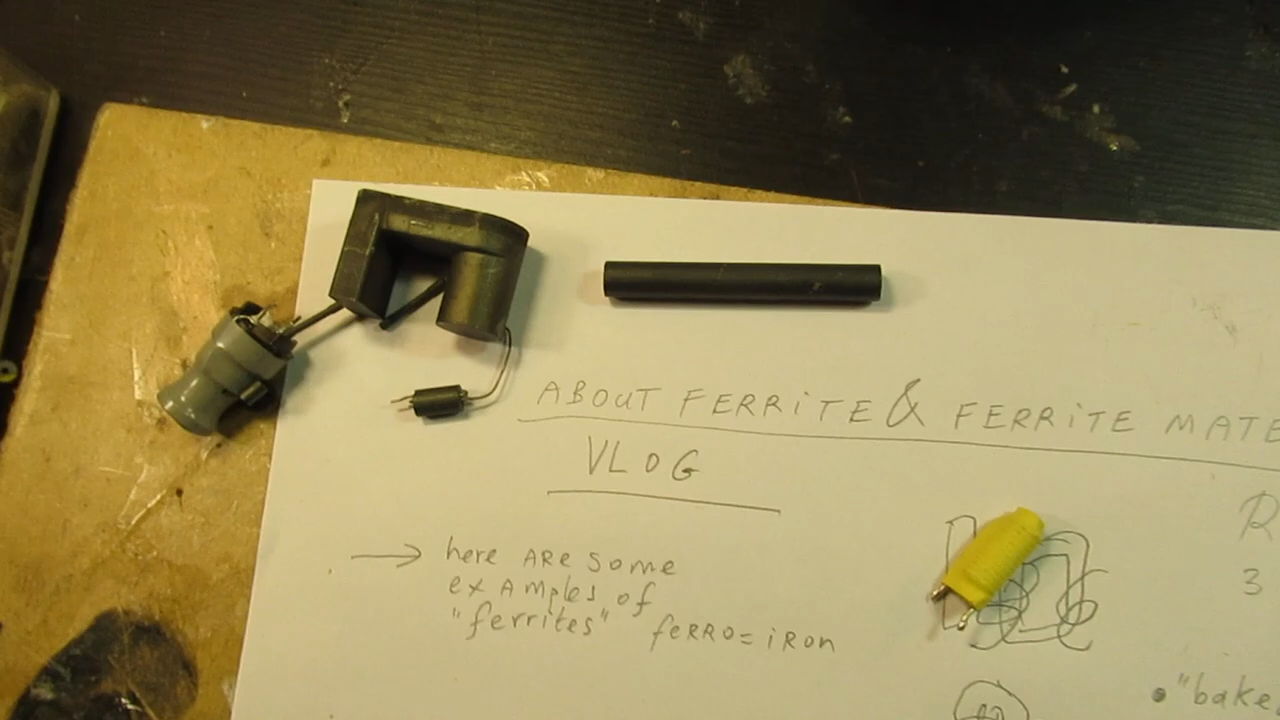 ABOUT FERRiTE & FERRiTE MATE
VLOG
R
→ here ARE some
exAmples of
"ferrites" feRRO = iRon
3
• "bake